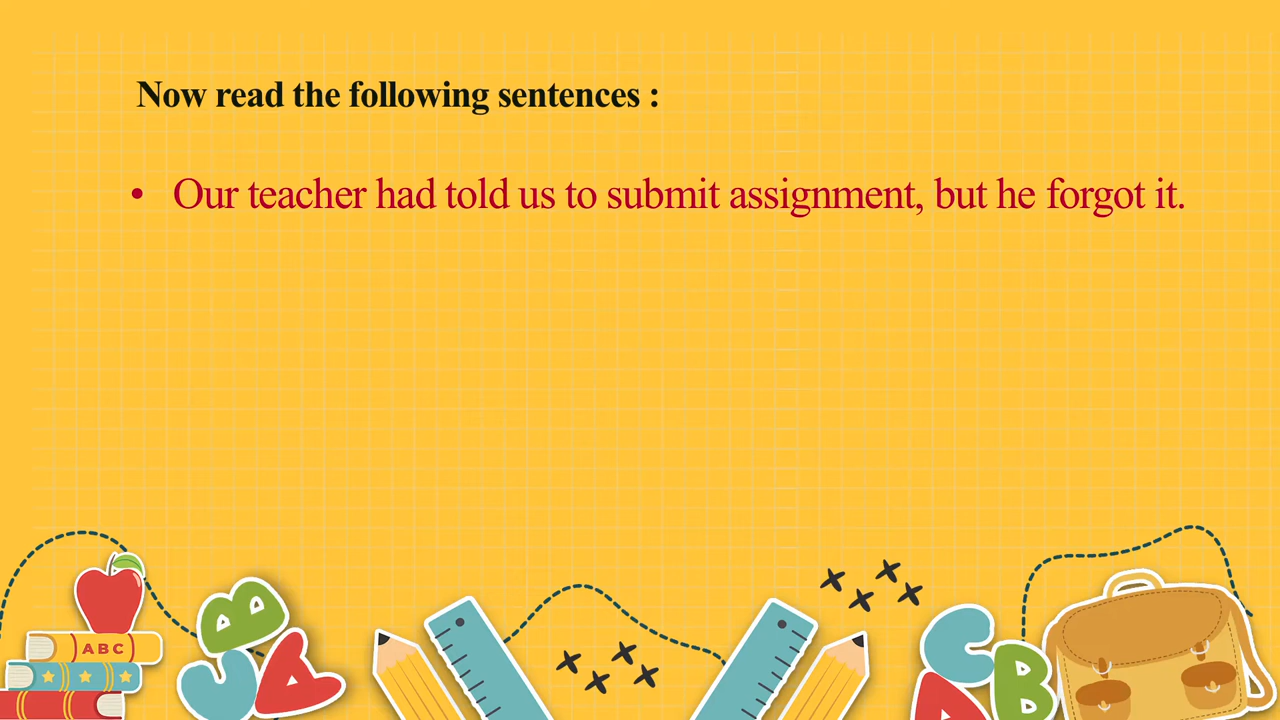 Now read the following sentences :
• Our teacher had told us to submit assignment, but he forgot it.
ABC
B
C
A
C
B
A